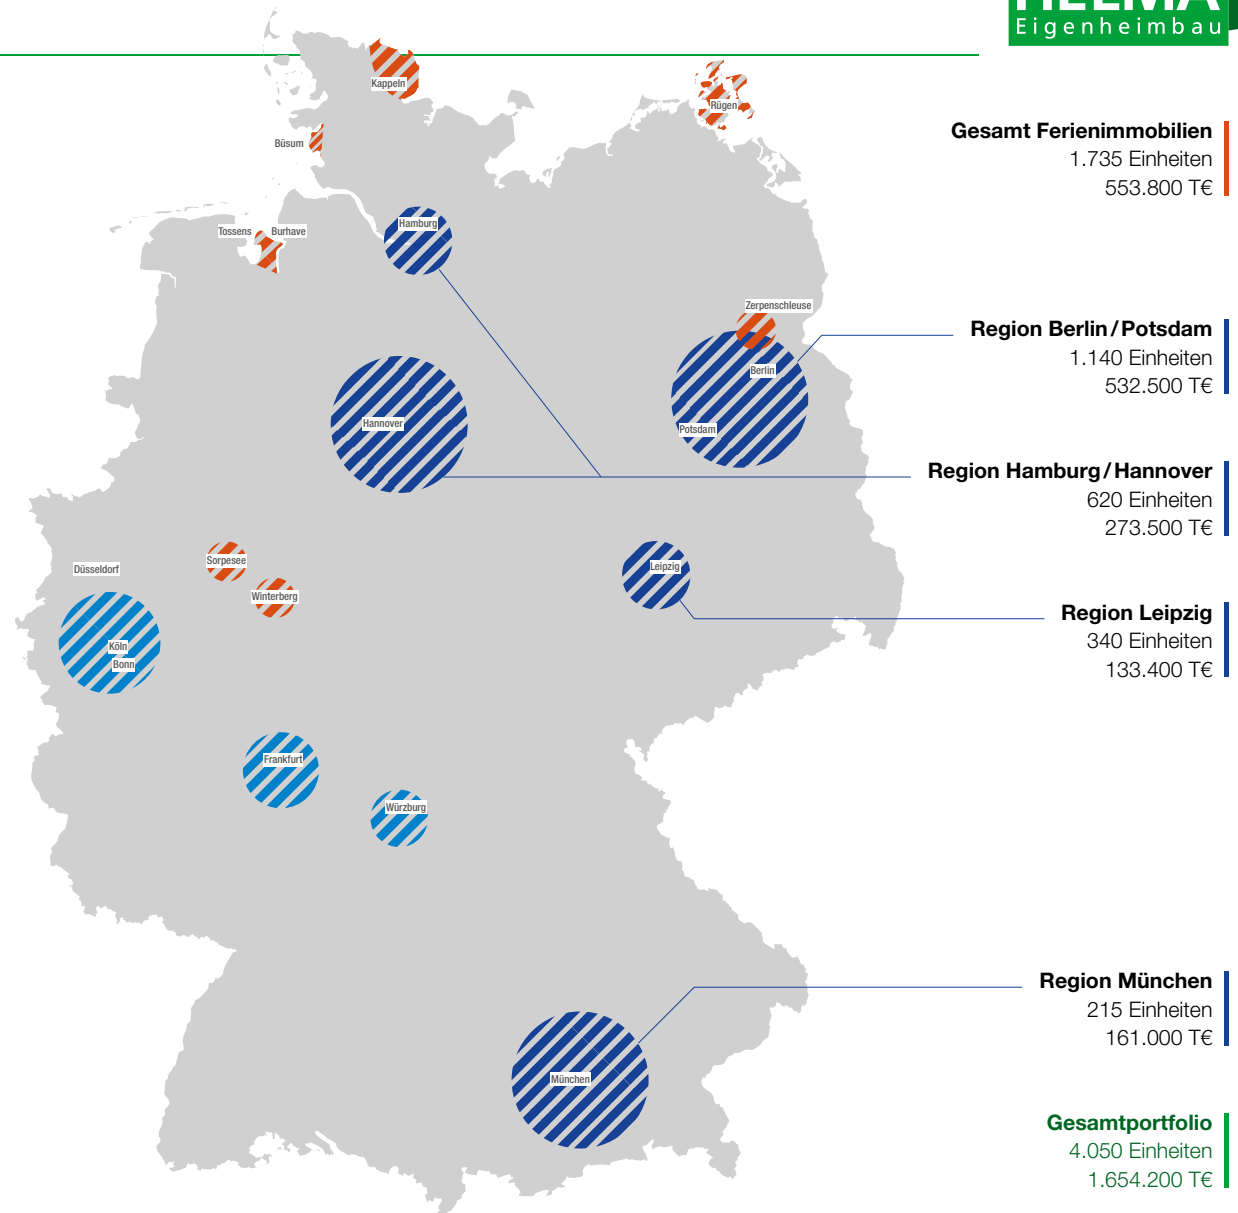 HELMA
Eigenheimbau
Kappeln
Rügen
Büsum
Gesamt Ferienimmobilien
1.735 Einheiten
553.800 T€
Hamburg
Tossens
Burhave
Zerpenschleuse
Region Berlin/Potsdam
1.140 Einheiten
532.500 T€
Berlin
Hannover
Potsdam
Region Hamburg/Hannover
620 Einheiten
273.500 T€
Sorpesee
Düsseldorf
Leipzig
Winterberg
Region Leipzig
340 Einheiten
133.400 T€
Köln
Bonn
Frankfurt
Würzburg
Region München
215 Einheiten
161.000 T€
München
Gesamtportfolio
4.050 Einheiten
1.654.200 T€